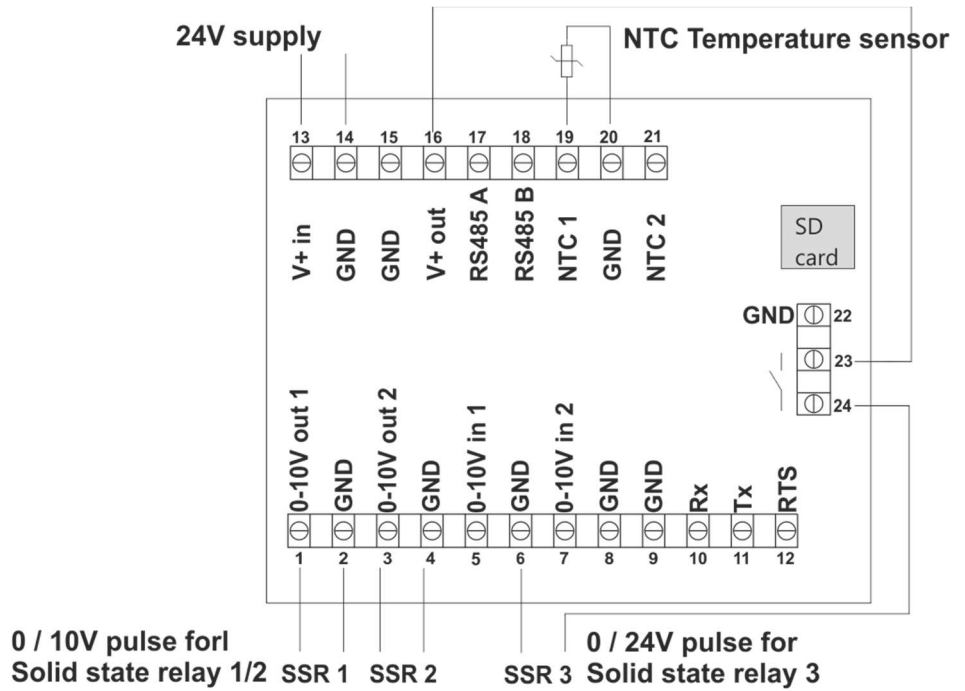 24V supply
NTC Temperature sensor
13 14 15 16 17 18 19 20 21
V+ in GND GND V+ out RS485 A RS485 B NTC 1 GND NTC 2
SD
card
GND 22
23
24
0-10V out 1 GND 0-10V out 2 GND 0-10V in 1 GND 0-10V in 2 GND GND Rx Tx RTS
1 2 3 4 5 6 7 8 9 10 11 12
0 / 10V pulse forl
Solid state relay 1/2
SSR 1 SSR 2 SSR 3
0 / 24V pulse for
Solid state relay 3